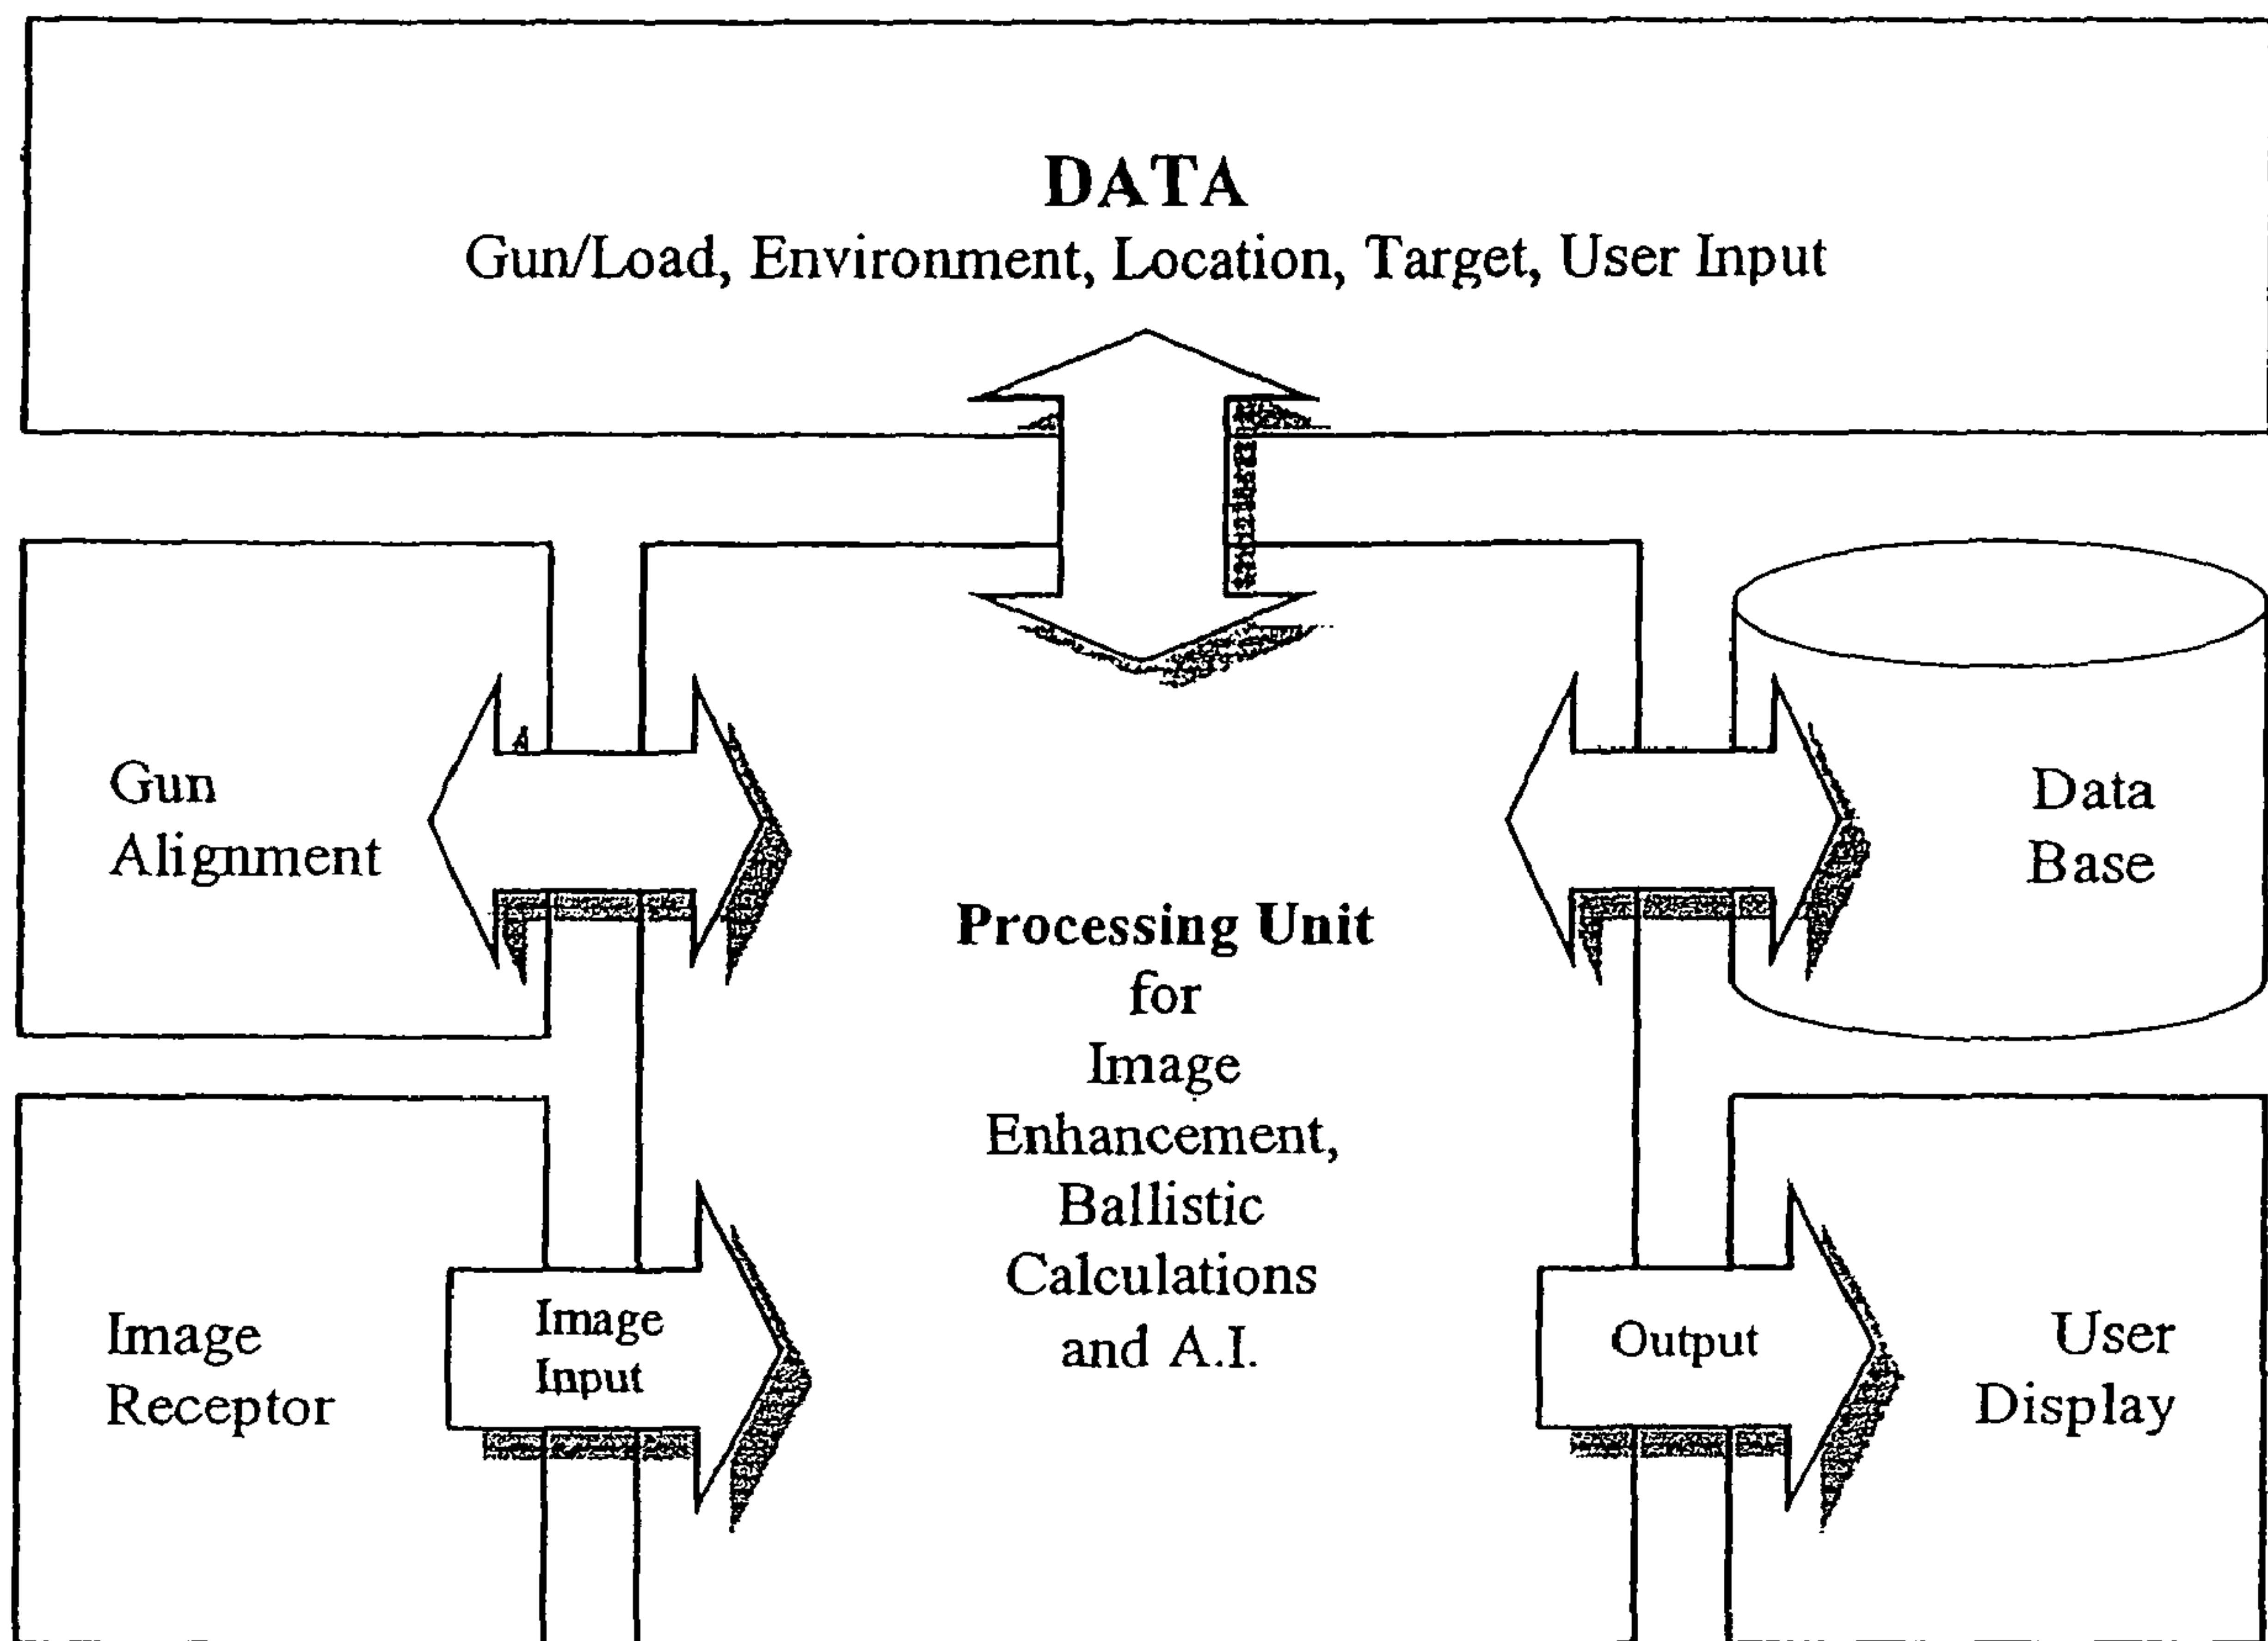 DATA
Gun/Load, Environment, Location, Target, User Input
Gun
Alignment
Data
Base
Processing Unit
for
Image
Enhancement,
Ballistic
Calculations
and A.I.
Image
Receptor
Image
Input
Output
User
Display